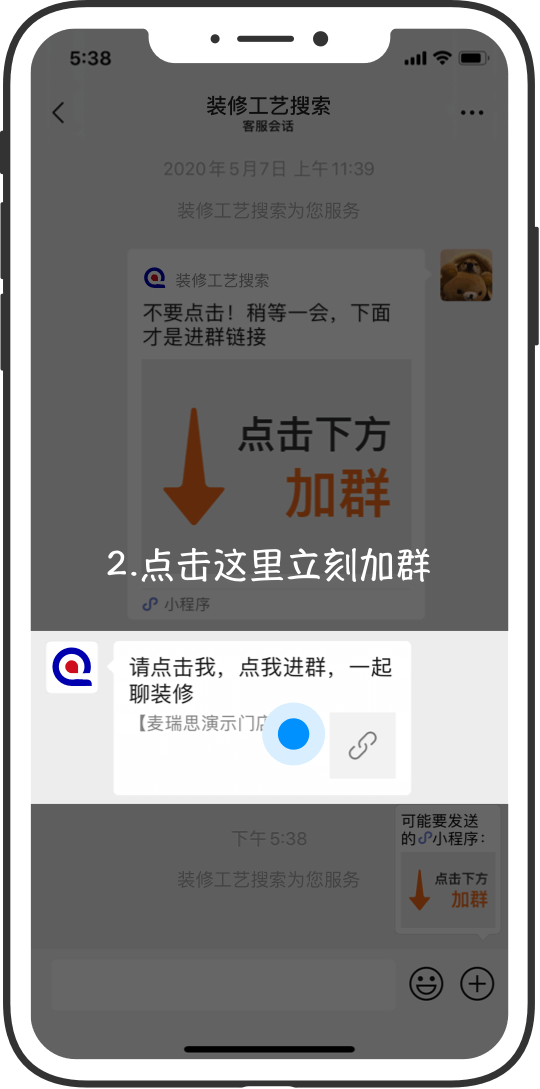 5:38
装修工艺搜索
客服会话
2020年5月7日 上午11:39
装修工艺搜索为您服务
装修工艺搜索
不要点击！稍等一会，下面
才是进群链接
点击下方
加群
2.点击这里立刻加群
小程序
请点击我，点我进群，一起
聊装修
【麦瑞思演示门店
可能要发送
的小程序：
下午5:38
点击下方
加群
装修工艺搜索为您服务